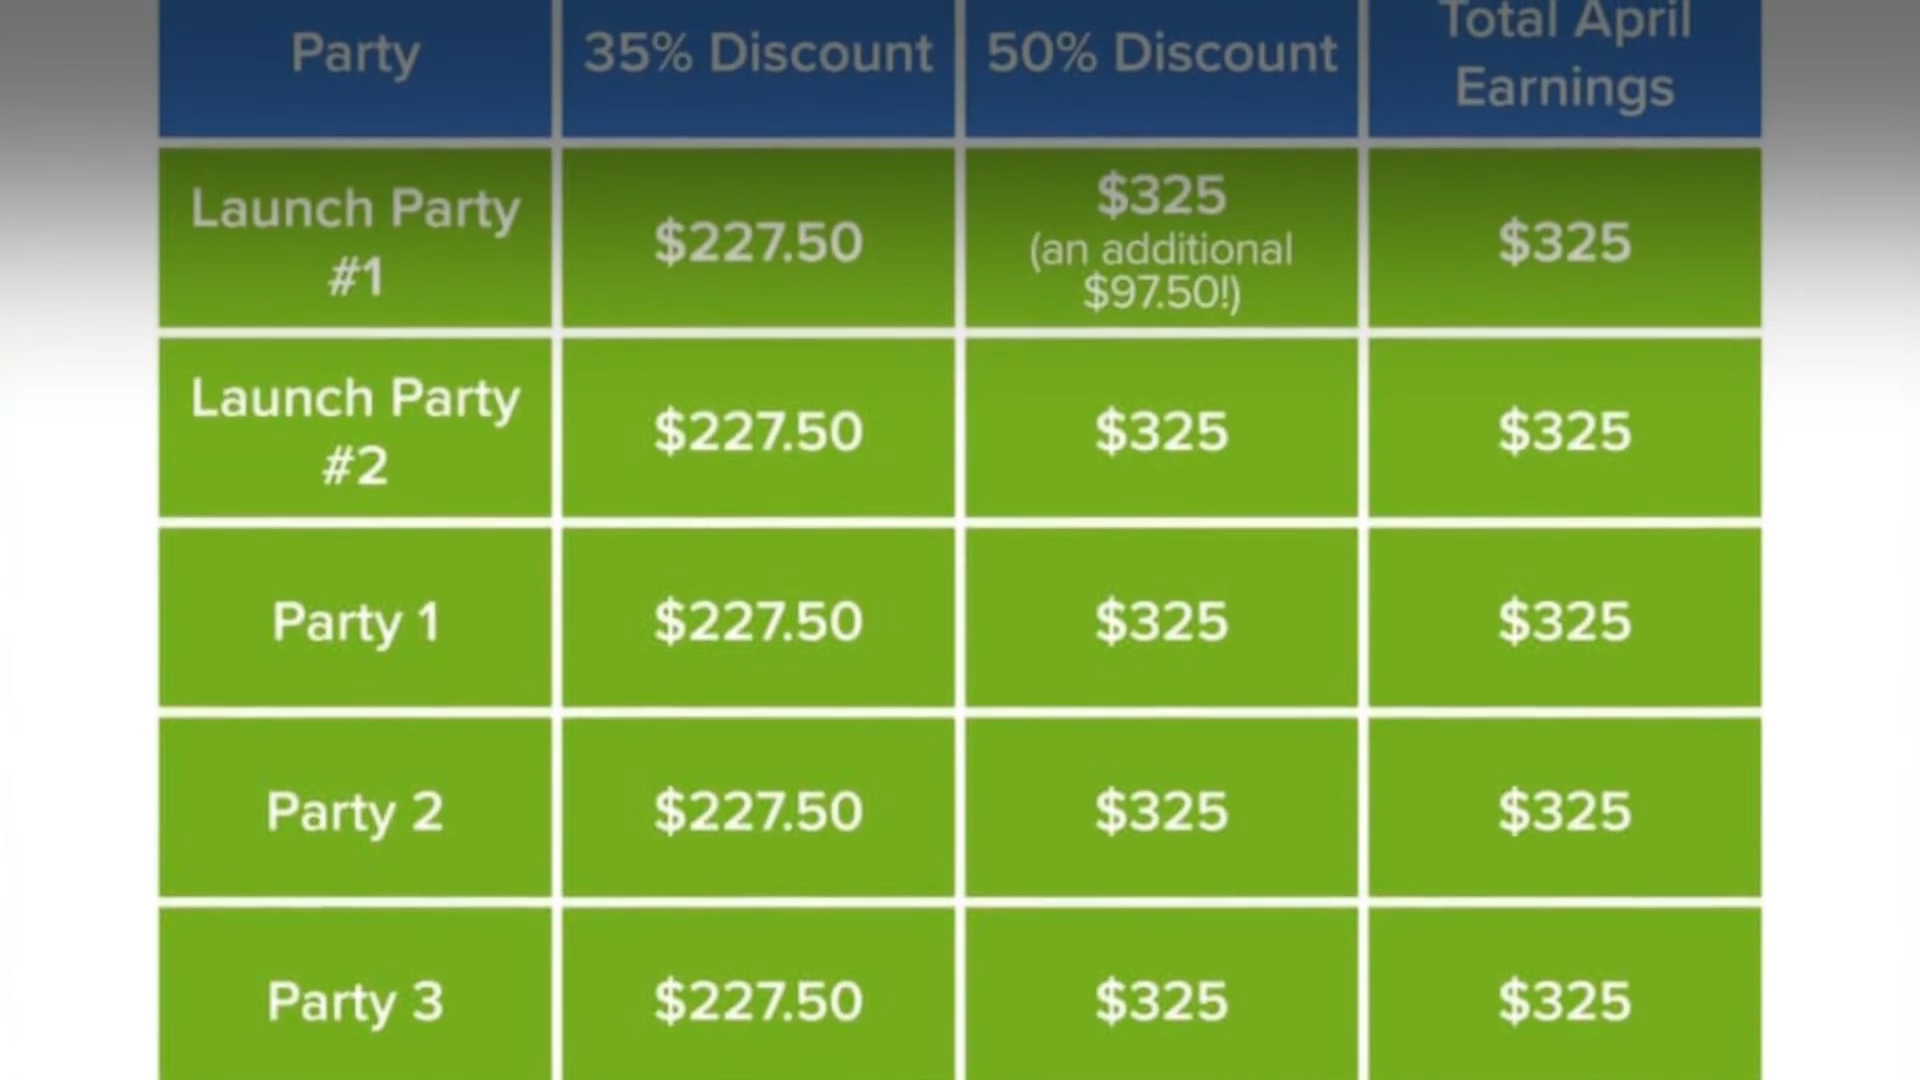 Party
35% Discount
50% Discount
Total April
Earnings
Launch Party
#1
$227.50
$325
(an additional
$97.50!)
$325
Launch Party
#2
$227.50
$325
$325
Party 1
$227.50
$325
$325
Party 2
$227.50
$325
$325
Party 3
$227.50
$325
$325